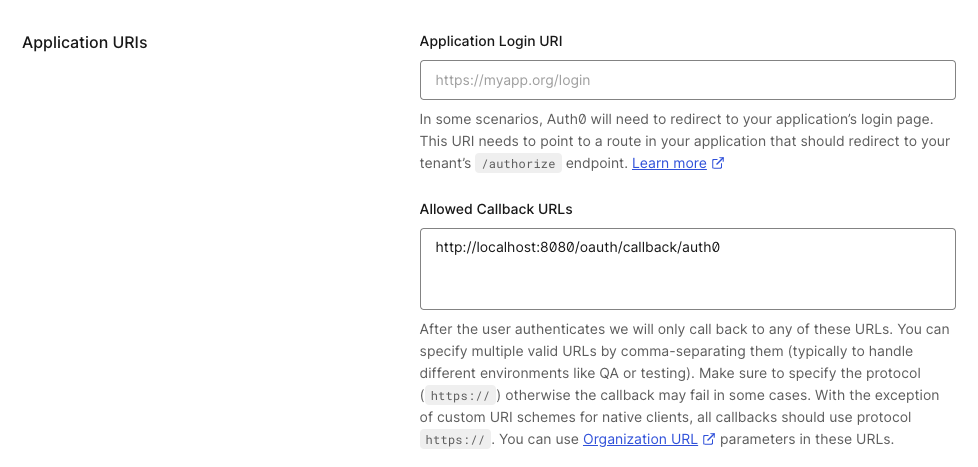 Application URIs
Application Login URI
https://myapp.org/login
In some scenarios, Auth0 will need to redirect to your application’s login page.
This URI needs to point to a route in your application that should redirect to your
tenant’s /authorize endpoint. Learn more
Allowed Callback URLs
http://localhost:8080/oauth/callback/auth0
After the user authenticates we will only call back to any of these URLs. You can
specify multiple valid URLs by comma-separating them (typically to handle
different environments like QA or testing). Make sure to specify the protocol
( https:// ) otherwise the callback may fail in some cases. With the exception
of custom URI schemes for native clients, all callbacks should use protocol
https:// . You can use Organization URL parameters in these URLs.